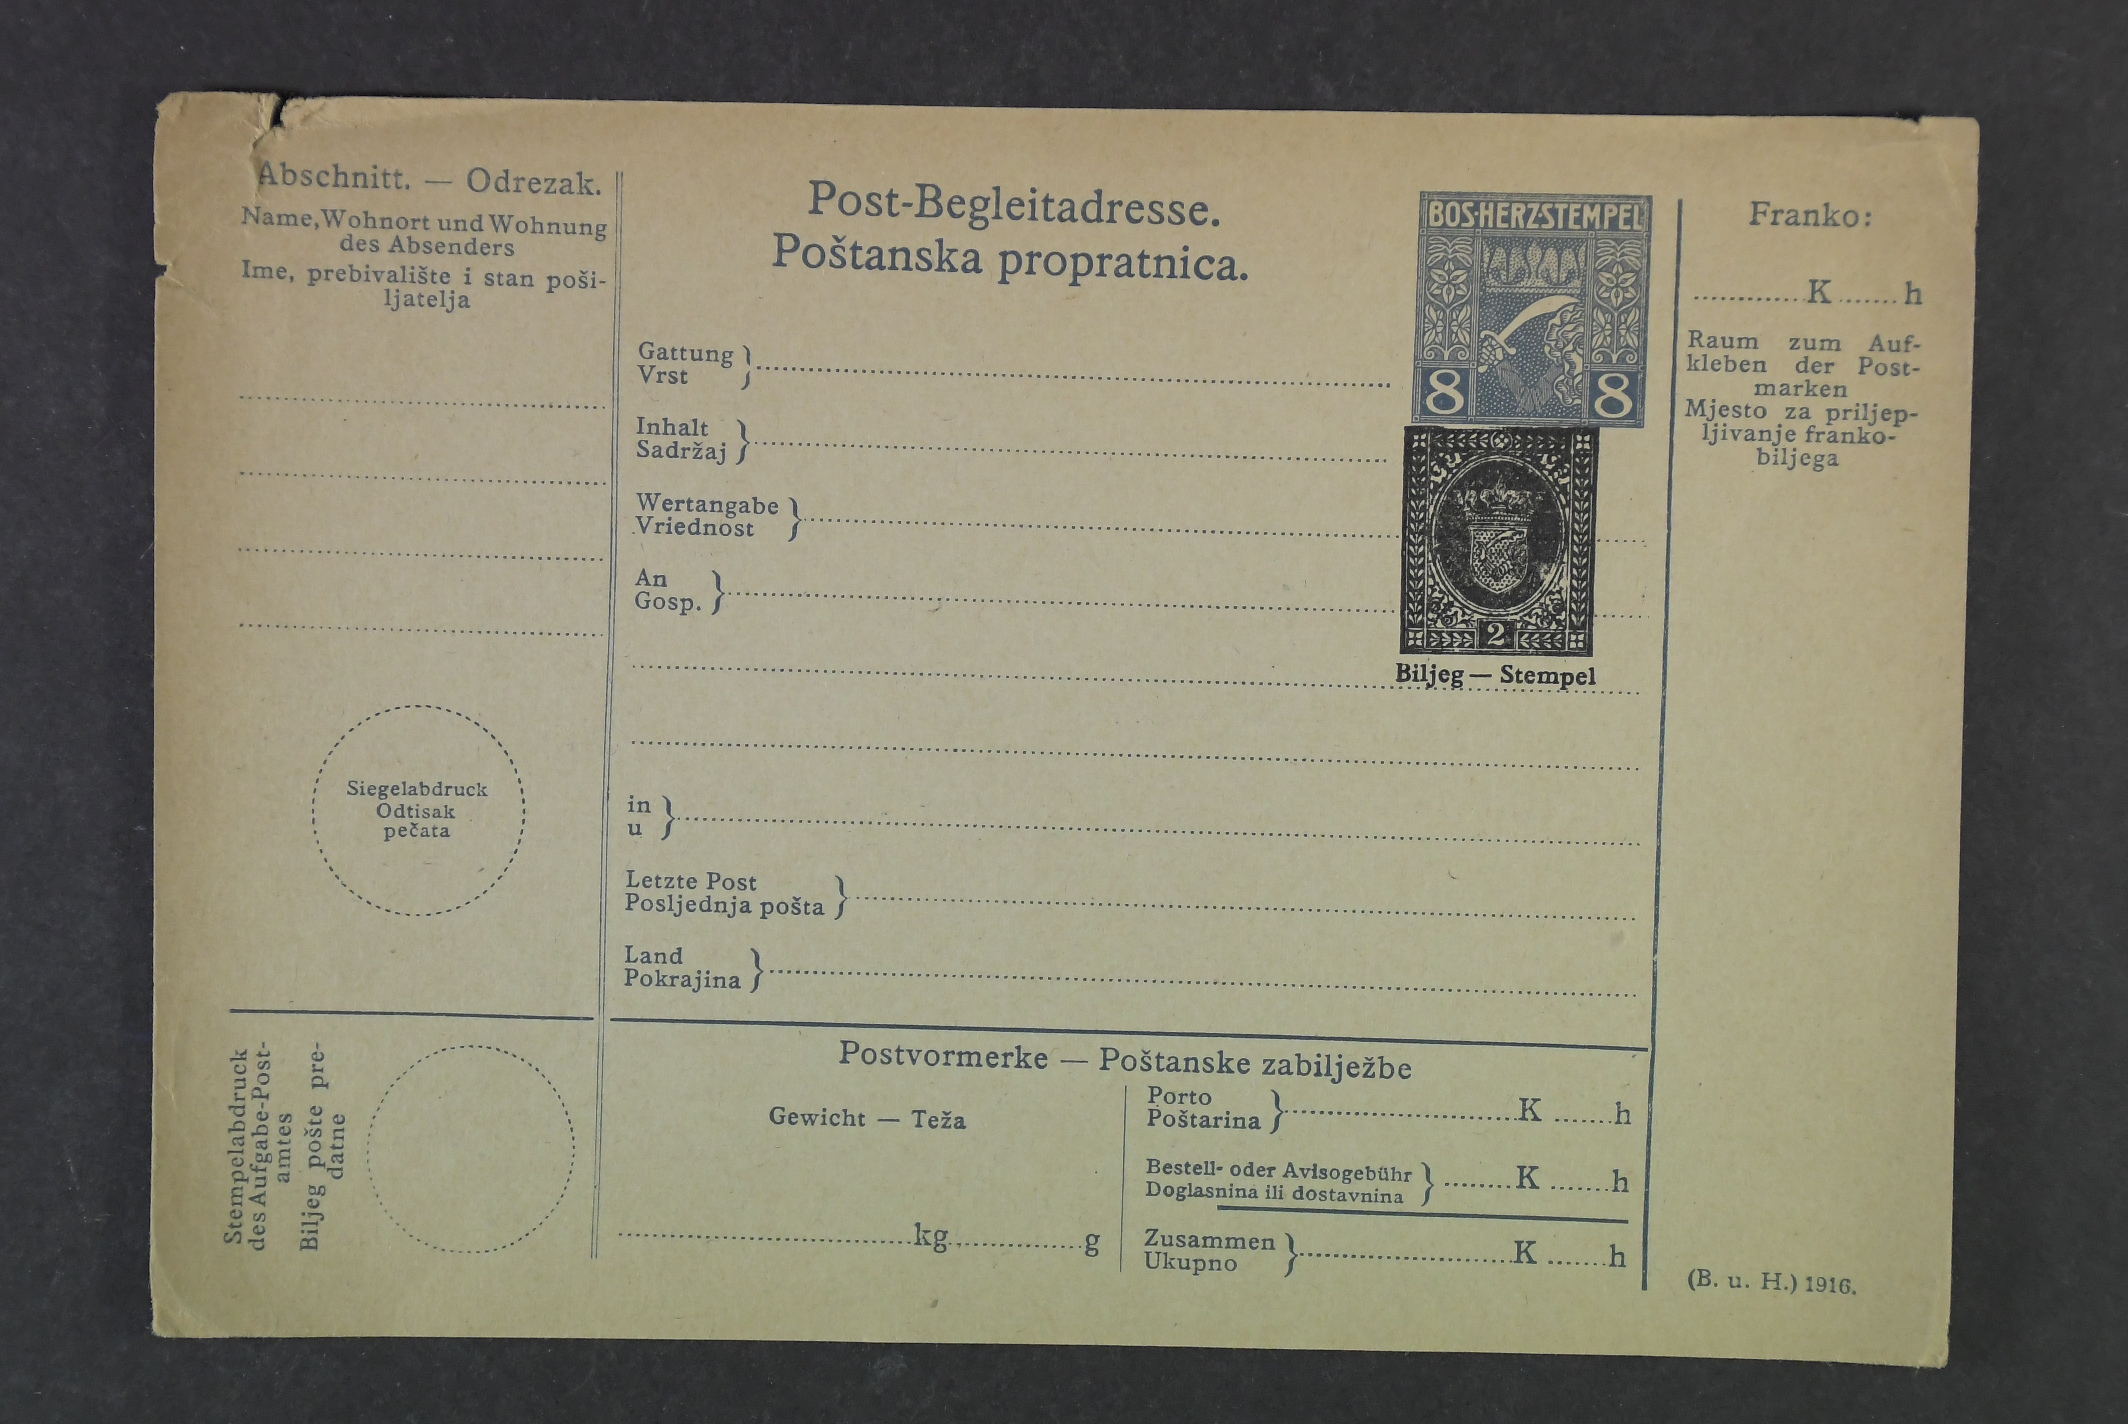 Abschnitt. — Odrezak.
Name, Wohnort und Wohnung
des Absenders
Ime, prebivalište i stan poši-
ljatelja
Siegelabdruck
Odtisak
pečata
Stempelabdruck
des Aufgabe-Post-
amtes
Biljeg pošte pre-
datne
Post-Begleitadresse.
Poštanska propratnica.
Gattung
Vrst
Inhalt
Sadržaj
Wertangabe
Vriednost
An
Gosp.
in
u
Letzte Post
Posljednja pošta
Land
Pokrajina
BOS·HERZ·STEMPEL
8 8
2
Biljeg — Stempel
Postvormerke — Poštanske zabilježbe
Gewicht — Teža
kg g
Porto
Poštarina K h
Bestell- oder Avisogebühr
Doglasnina ili dostavnina K h
Zusammen
Ukupno K h
Franko:
K h
Raum zum Auf-
kleben der Post-
marken
Mjesto za priljep-
ljivanje franko-
biljega
(B. u. H.) 1916.